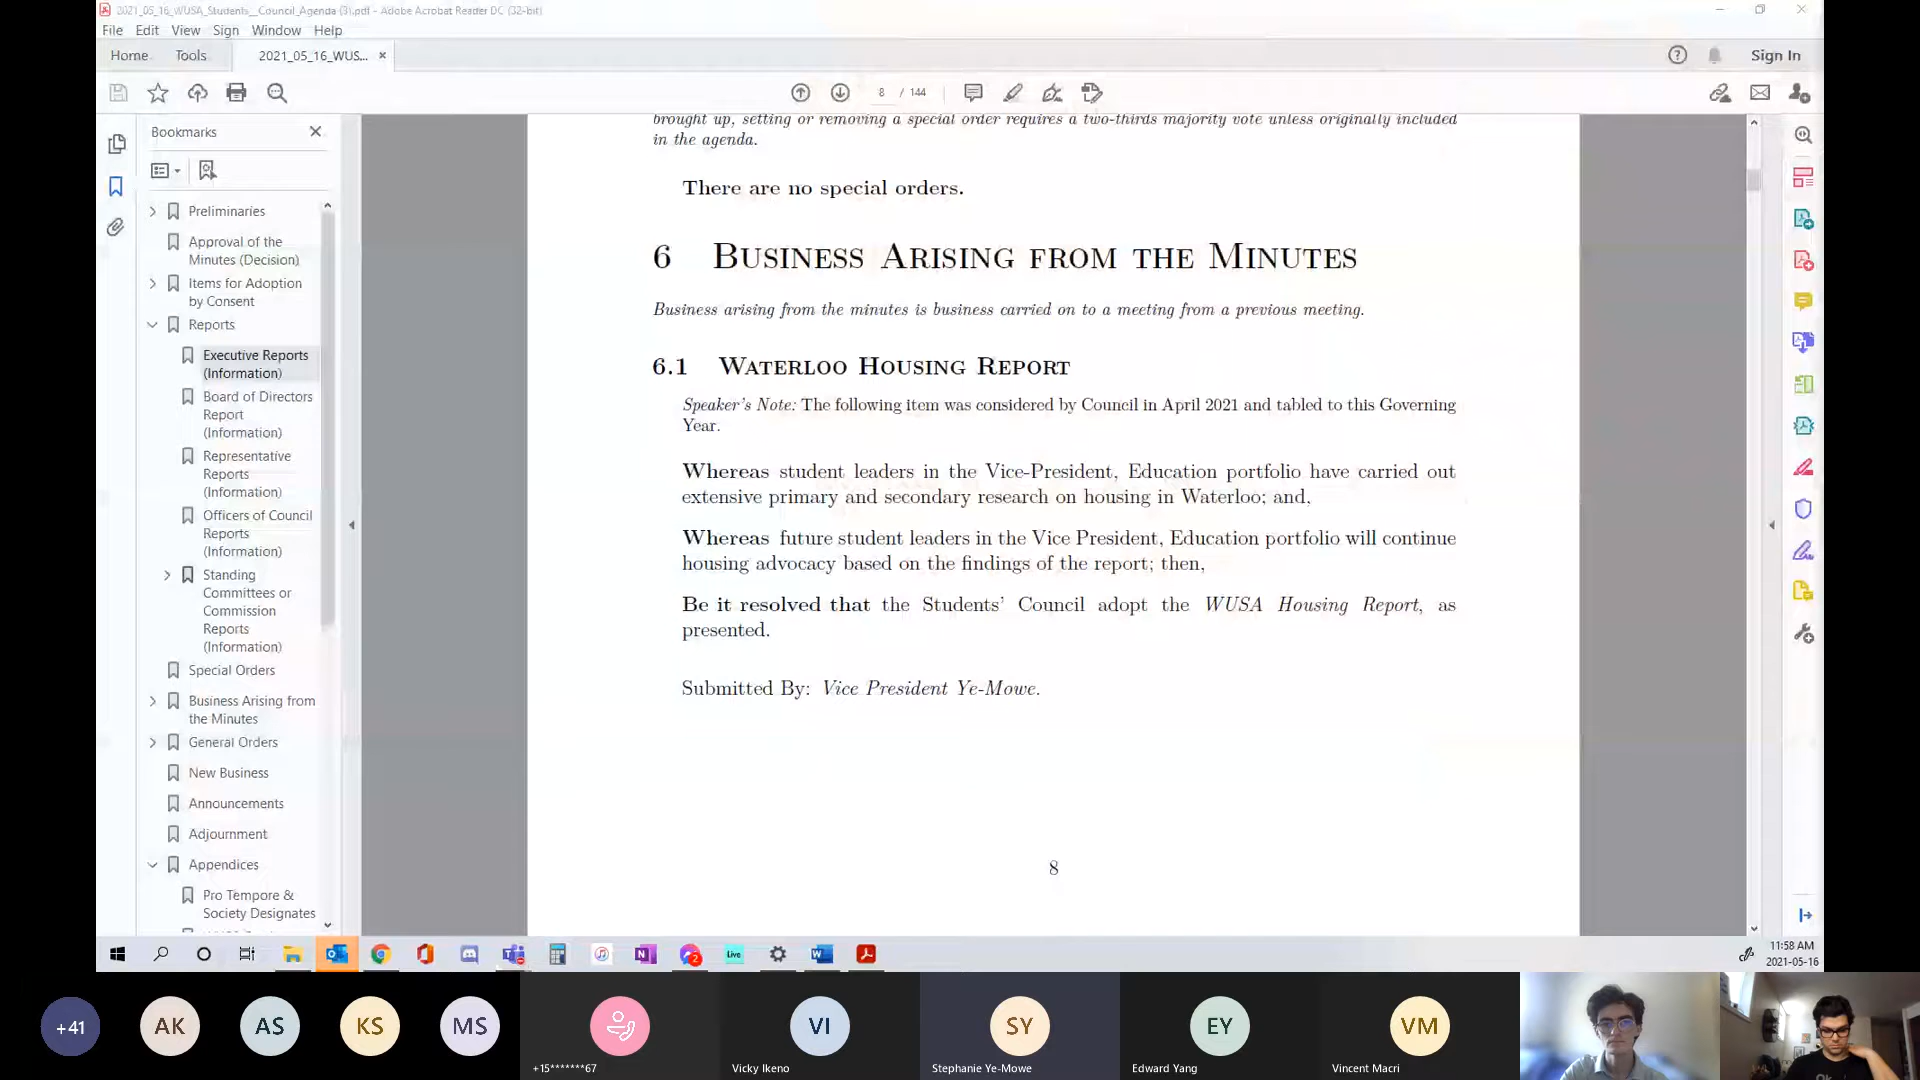 2021_05_16_WUSA_Students__Council_Agenda (3).pdf - Adobe Acrobat Reader DC (32-bit)
File Edit View Sign Window Help
Home Tools 2021_05_16_WUS... × Sign In
8 / 144
Bookmarks
Preliminaries
Approval of the
Minutes (Decision)
Items for Adoption
by Consent
Reports
Executive Reports
(Information)
Board of Directors
Report
(Information)
Representative
Reports
(Information)
Officers of Council
Reports
(Information)
Standing
Committees or
Commission
Reports
(Information)
Special Orders
Business Arising from
the Minutes
General Orders
New Business
Announcements
Adjournment
Appendices
Pro Tempore &
Society Designates
brought up, setting or removing a special order requires a two-thirds majority vote unless originally included
in the agenda.
There are no special orders.
6 Business Arising from the Minutes
Business arising from the minutes is business carried on to a meeting from a previous meeting.
6.1 Waterloo Housing Report
Speaker's Note: The following item was considered by Council in April 2021 and tabled to this Governing
Year.
Whereas student leaders in the Vice-President, Education portfolio have carried out
extensive primary and secondary research on housing in Waterloo; and,
Whereas future student leaders in the Vice President, Education portfolio will continue
housing advocacy based on the findings of the report; then,
Be it resolved that the Students' Council adopt the WUSA Housing Report, as
presented.
Submitted By: Vice President Ye-Mowe.
8
Live
2
11:58 AM
2021-05-16
+41 AK AS KS MS VI SY EY VM
+15*******67 Vicky Ikeno Stephanie Ye-Mowe Edward Yang Vincent Macri